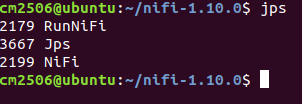 cm2506@ubuntu:~/nifi-1.10.0$ jps
2179 RunNiFi
3667 Jps
2199 NiFi
cm2506@ubuntu:~/nifi-1.10.0$